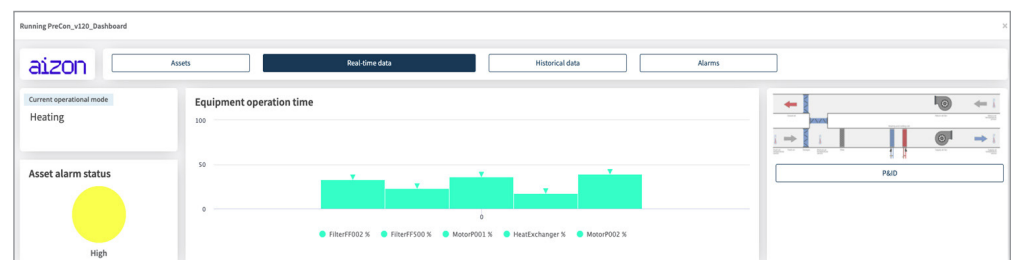 Running PreCon_v120_Dashboard
×
aizon
Assets
Real-time data
Historical data
Alarms
Current operational mode
Heating
Asset alarm status
High
Equipment operation time
100
50
0
0
FilterFF002 % FilterFF500 % MotorP001 % HeatExchanger % MotorP002 %
P&ID